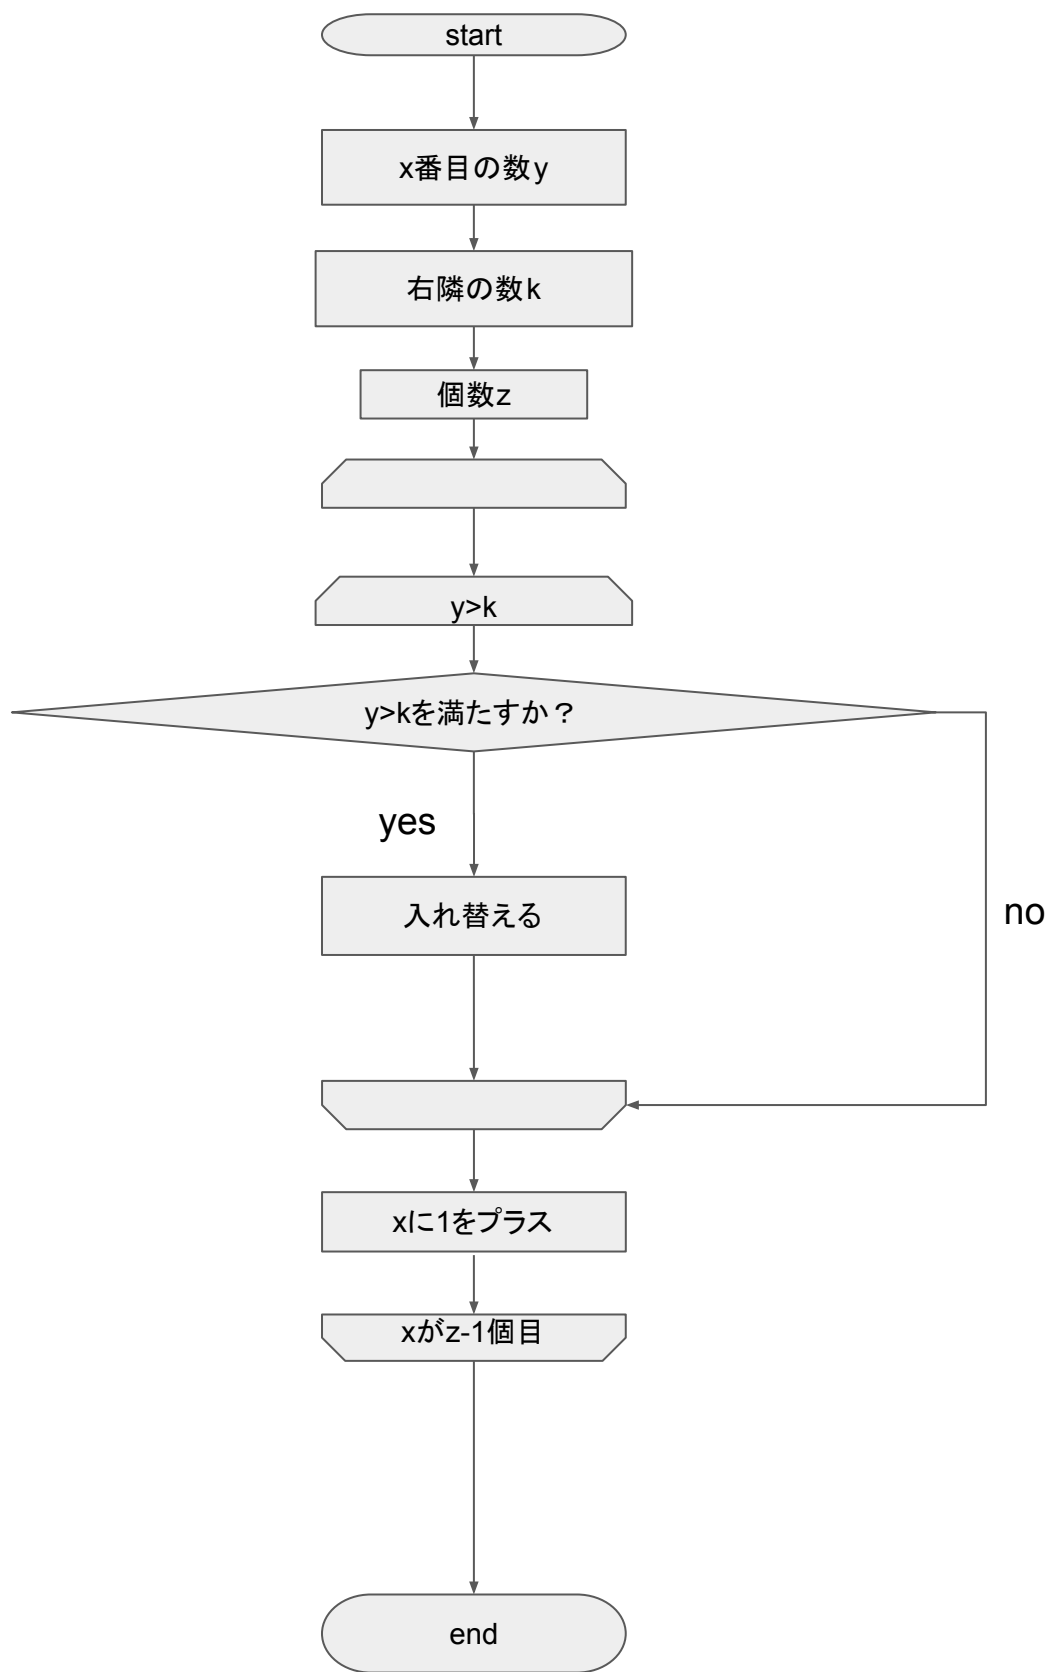 start
x番目の数y
右隣の数k
個数z
y>k
y>kを満たすか？
yes
入れ替える
no
xに1をプラス
xがz-1個目
end